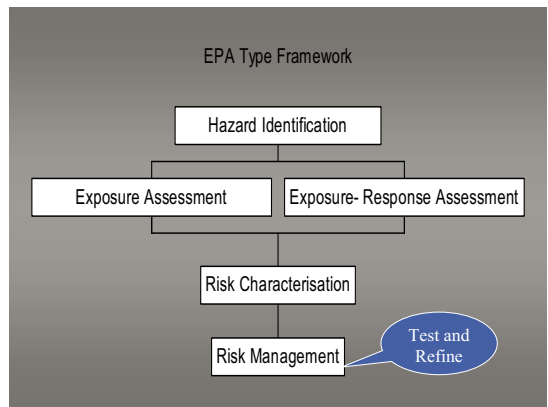 EPA Type Framework
Hazard Identification
Exposure Assessment
Exposure- Response Assessment
Risk Characterisation
Risk Management
Test and
Refine